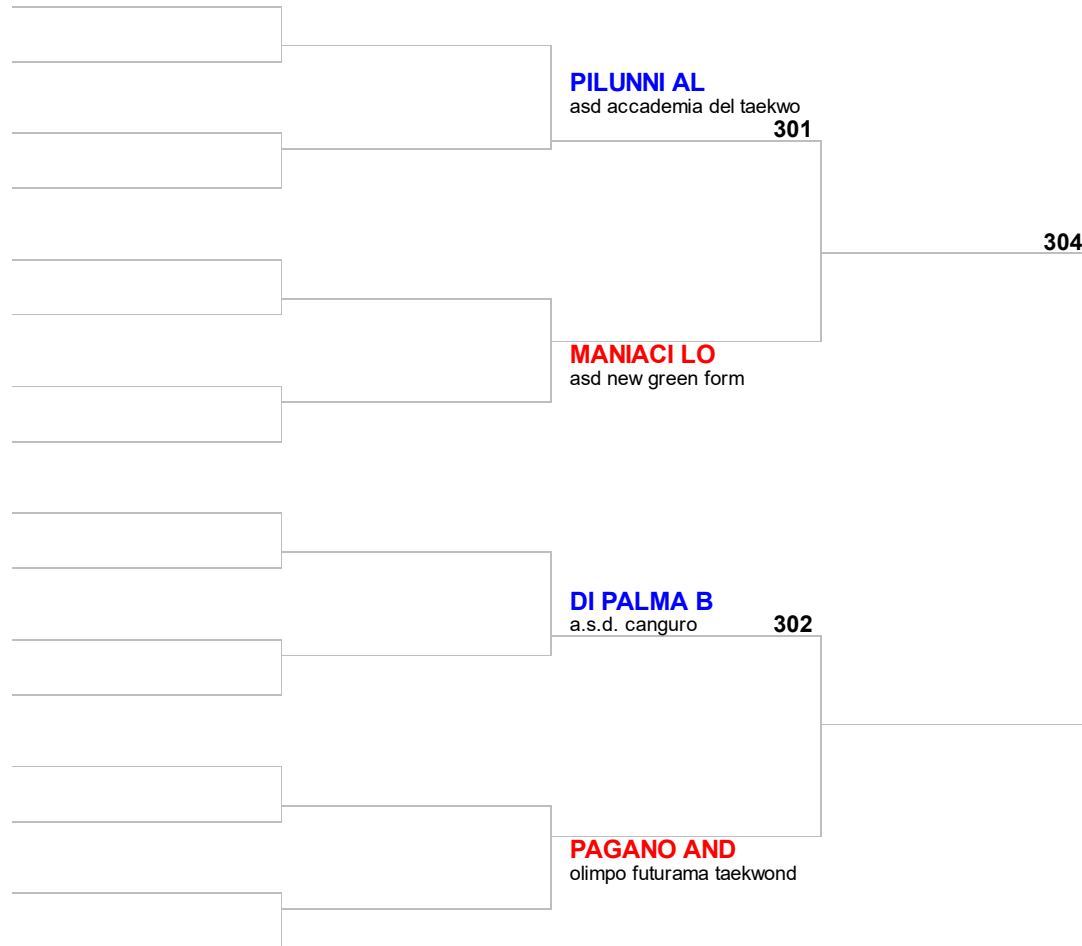 PILUNNI AL
asd accademia del taekwo
301
304
MANIACI LO
asd new green form
DI PALMA B
a.s.d. canguro
302
PAGANO AND
olimpo futurama taekwond